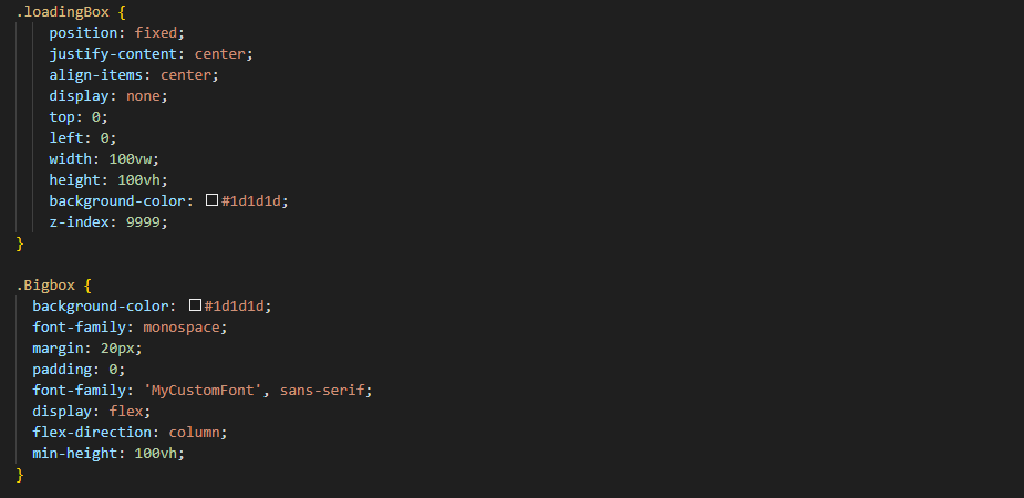 .loadingBox {
position: fixed;
justify-content: center;
align-items: center;
display: none;
top: 0;
left: 0;
width: 100vw;
height: 100vh;
background-color: #1d1d1d;
z-index: 9999;
}
.Bigbox {
background-color: #1d1d1d;
font-family: monospace;
margin: 20px;
padding: 0;
font-family: 'MyCustomFont', sans-serif;
display: flex;
flex-direction: column;
min-height: 100vh;
}